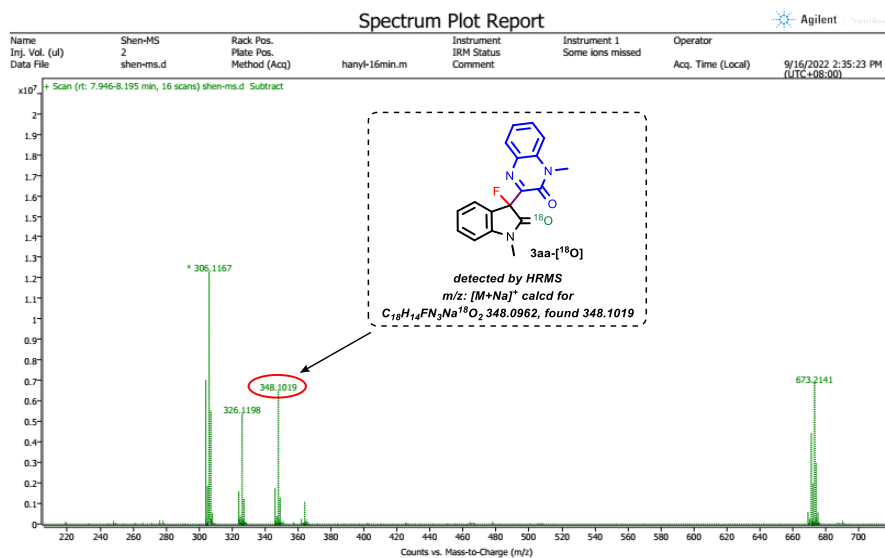 Spectrum Plot Report
Agilent
Name Shen-MS Rack Pos. Instrument Instrument 1 Operator
Inj. Vol. (ul) 2 Plate Pos. IRM Status Some ions missed
Data File shen-ms.d Method (Acq) hanyl-16min.m Comment Acq. Time (Local) 9/16/2022 2:35:23 PM
(UTC+08:00)
x10⁷
+ Scan (rt: 7.946-8.195 min, 16 scans) shen-ms.d Subtract
2
1.9
1.8
1.7
1.6
1.5
1.4
1.3
1.2
1.1
1
0.9
0.8
0.7
0.6
0.5
0.4
0.3
0.2
0.1
0
N
N
O
F
¹⁸O
N
3aa-[¹⁸O]
detected by HRMS
m/z: [M+Na]⁺ calcd for
C₁₈H₁₄FN₃Na¹⁸O₂ 348.0962, found 348.1019
* 306.1167
326.1198
348.1019
673.2141
220 240 260 280 300 320 340 360 380 400 420 440 460 480 500 520 540 560 580 600 620 640 660 680 700
Counts vs. Mass-to-Charge (m/z)